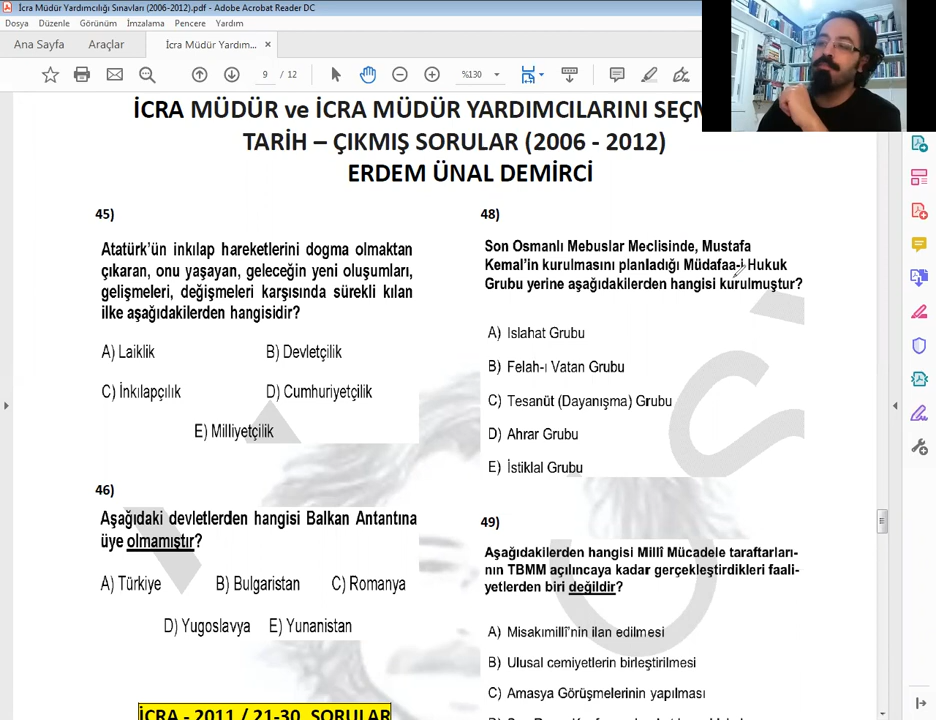 İcra Müdür Yardımcılığı Sınavları (2006-2012).pdf - Adobe Acrobat Reader DC
Dosya Düzenle Görünüm İmzalama Pencere Yardım
Ana Sayfa Araçlar İcra Müdür Yardım... ×
9 / 12 %130
İCRA MÜDÜR ve İCRA MÜDÜR YARDIMCILARINI SEÇM
TARİH – ÇIKMIŞ SORULAR (2006 - 2012)
ERDEM ÜNAL DEMİRCİ
45)
Atatürk'ün inkılap hareketlerini dogma olmaktan
çıkaran, onu yaşayan, geleceğin yeni oluşumları,
gelişmeleri, değişmeleri karşısında sürekli kılan
ilke aşağıdakilerden hangisidir?
A) Laiklik B) Devletçilik
C) İnkılapçılık D) Cumhuriyetçilik
E) Milliyetçilik
46)
Aşağıdaki devletlerden hangisi Balkan Antantına
üye olmamıştır?
A) Türkiye B) Bulgaristan C) Romanya
D) Yugoslavya E) Yunanistan
İCRA - 2011 / 21-30. SORULAR
48)
Son Osmanlı Mebuslar Meclisinde, Mustafa
Kemal'in kurulmasını planladığı Müdafaa-i Hukuk
Grubu yerine aşağıdakilerden hangisi kurulmuştur?
A) Islahat Grubu
B) Felah-ı Vatan Grubu
C) Tesanüt (Dayanışma) Grubu
D) Ahrar Grubu
E) İstiklal Grubu
49)
Aşağıdakilerden hangisi Millî Mücadele taraftarları-
nın TBMM açılıncaya kadar gerçekleştirdikleri faali-
yetlerden biri değildir?
A) Misakımillî'nin ilan edilmesi
B) Ulusal cemiyetlerin birleştirilmesi
C) Amasya Görüşmelerinin yapılması